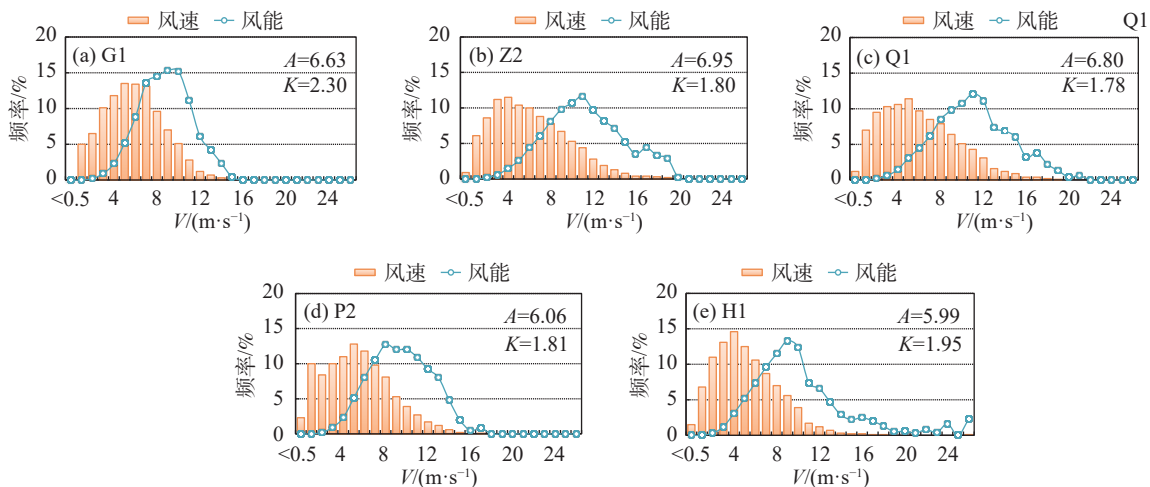 风速 风能 风速 风能 风速 风能 Q1
20 (a) G1 A=6.63
15 K=2.30
10
5
0
频率/%
<0.5 4 8 12 16 20 24
V/(m·s⁻¹)
20 (b) Z2 A=6.95
15 K=1.80
10
5
0
频率/%
<0.5 4 8 12 16 20 24
V/(m·s⁻¹)
20 (c) Q1 A=6.80
15 K=1.78
10
5
0
频率/%
<0.5 4 8 12 16 20 24
V/(m·s⁻¹)
风速 风能 风速 风能
20 (d) P2 A=6.06
15 K=1.81
10
5
0
频率/%
<0.5 4 8 12 16 20 24
V/(m·s⁻¹)
20 (e) H1 A=5.99
15 K=1.95
10
5
0
频率/%
<0.5 4 8 12 16 20 24
V/(m·s⁻¹)